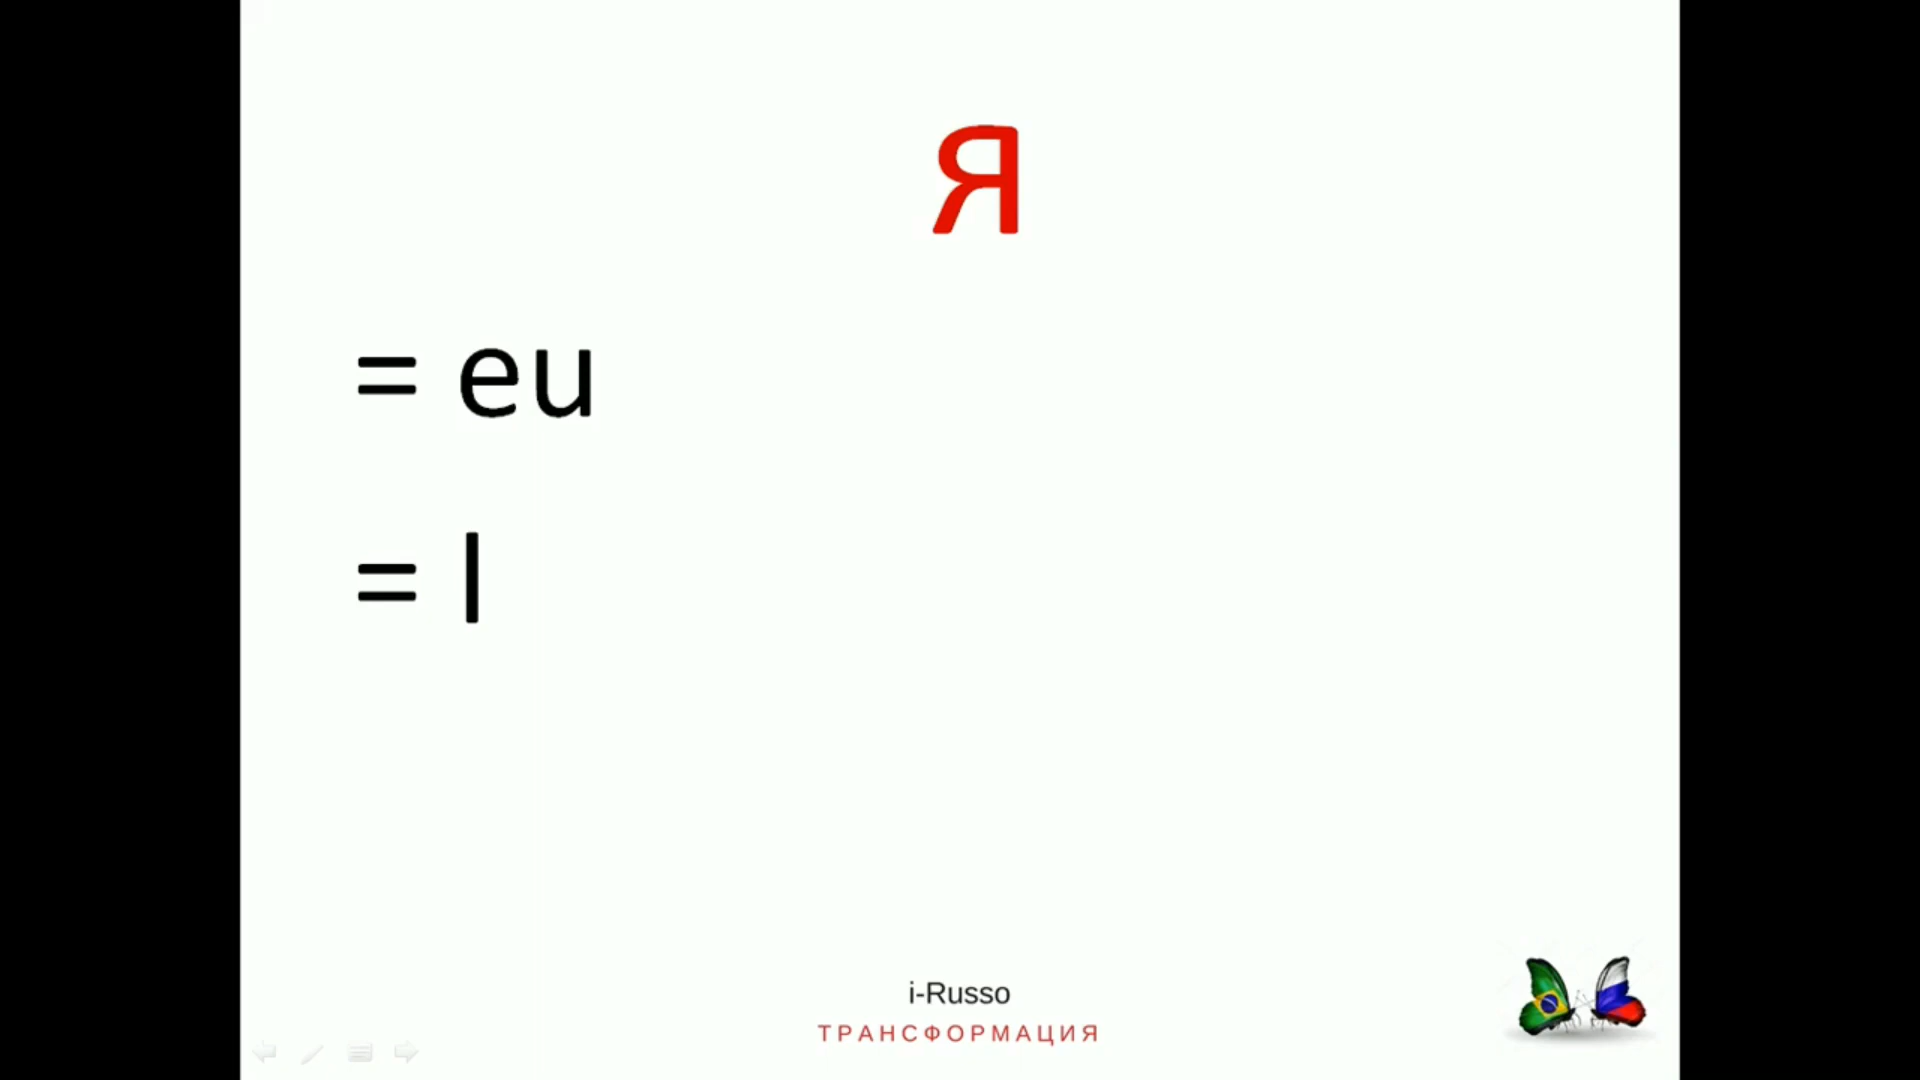 Я
= eu
= I
i-Russo
ТРАНСФОРМАЦИЯ